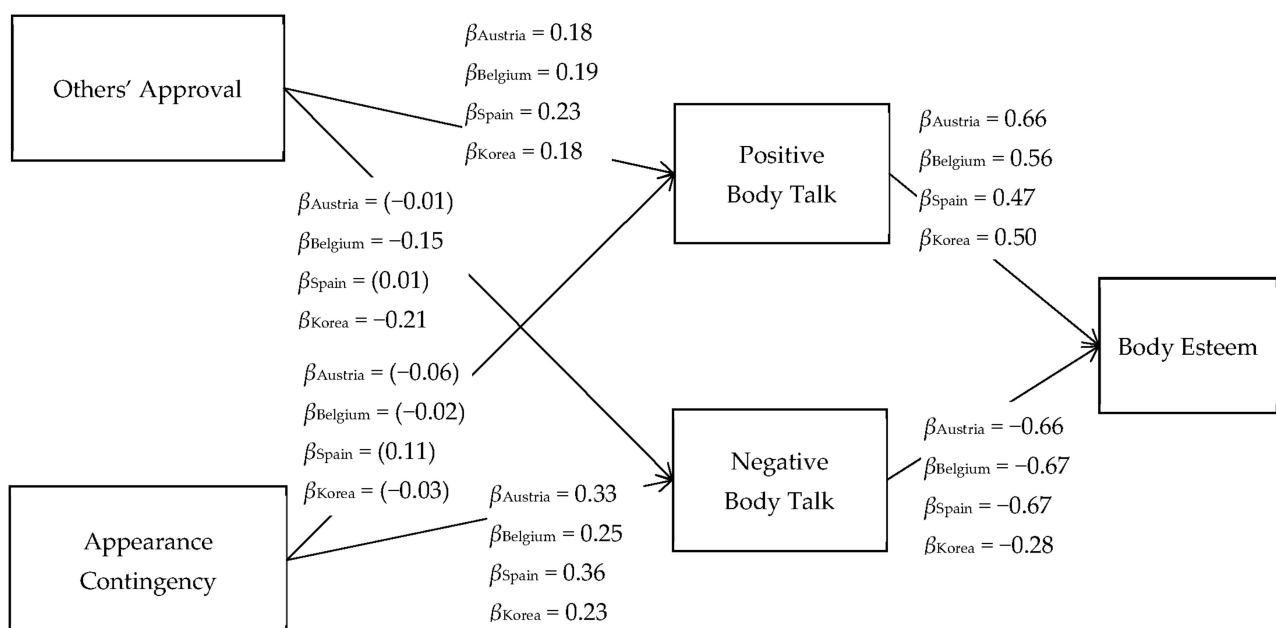 Others’ Approval
βAustria = 0.18
βBelgium = 0.19
βSpain = 0.23
βKorea = 0.18
βAustria = (−0.01)
βBelgium = −0.15
βSpain = (0.01)
βKorea = −0.21
βAustria = (−0.06)
βBelgium = (−0.02)
βSpain = (0.11)
βKorea = (−0.03)
Appearance
Contingency
βAustria = 0.33
βBelgium = 0.25
βSpain = 0.36
βKorea = 0.23
Positive
Body Talk
Negative
Body Talk
βAustria = 0.66
βBelgium = 0.56
βSpain = 0.47
βKorea = 0.50
βAustria = −0.66
βBelgium = −0.67
βSpain = −0.67
βKorea = −0.28
Body Esteem